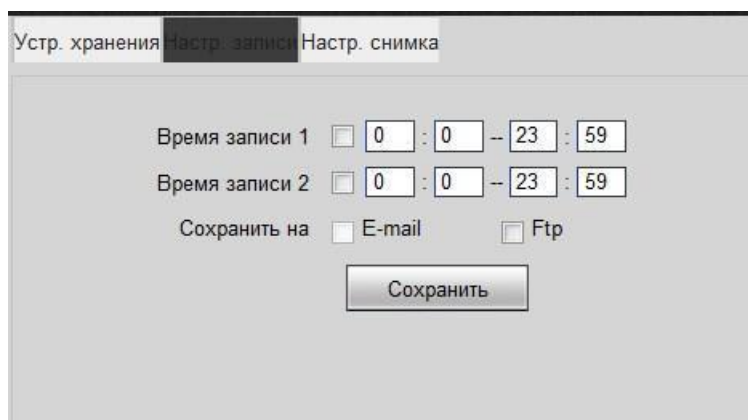 Устр. хранения Настр. записи Настр. снимка
Время записи 1 0 : 0 -- 23 : 59
Время записи 2 0 : 0 -- 23 : 59
Сохранить на E-mail Ftp
Сохранить